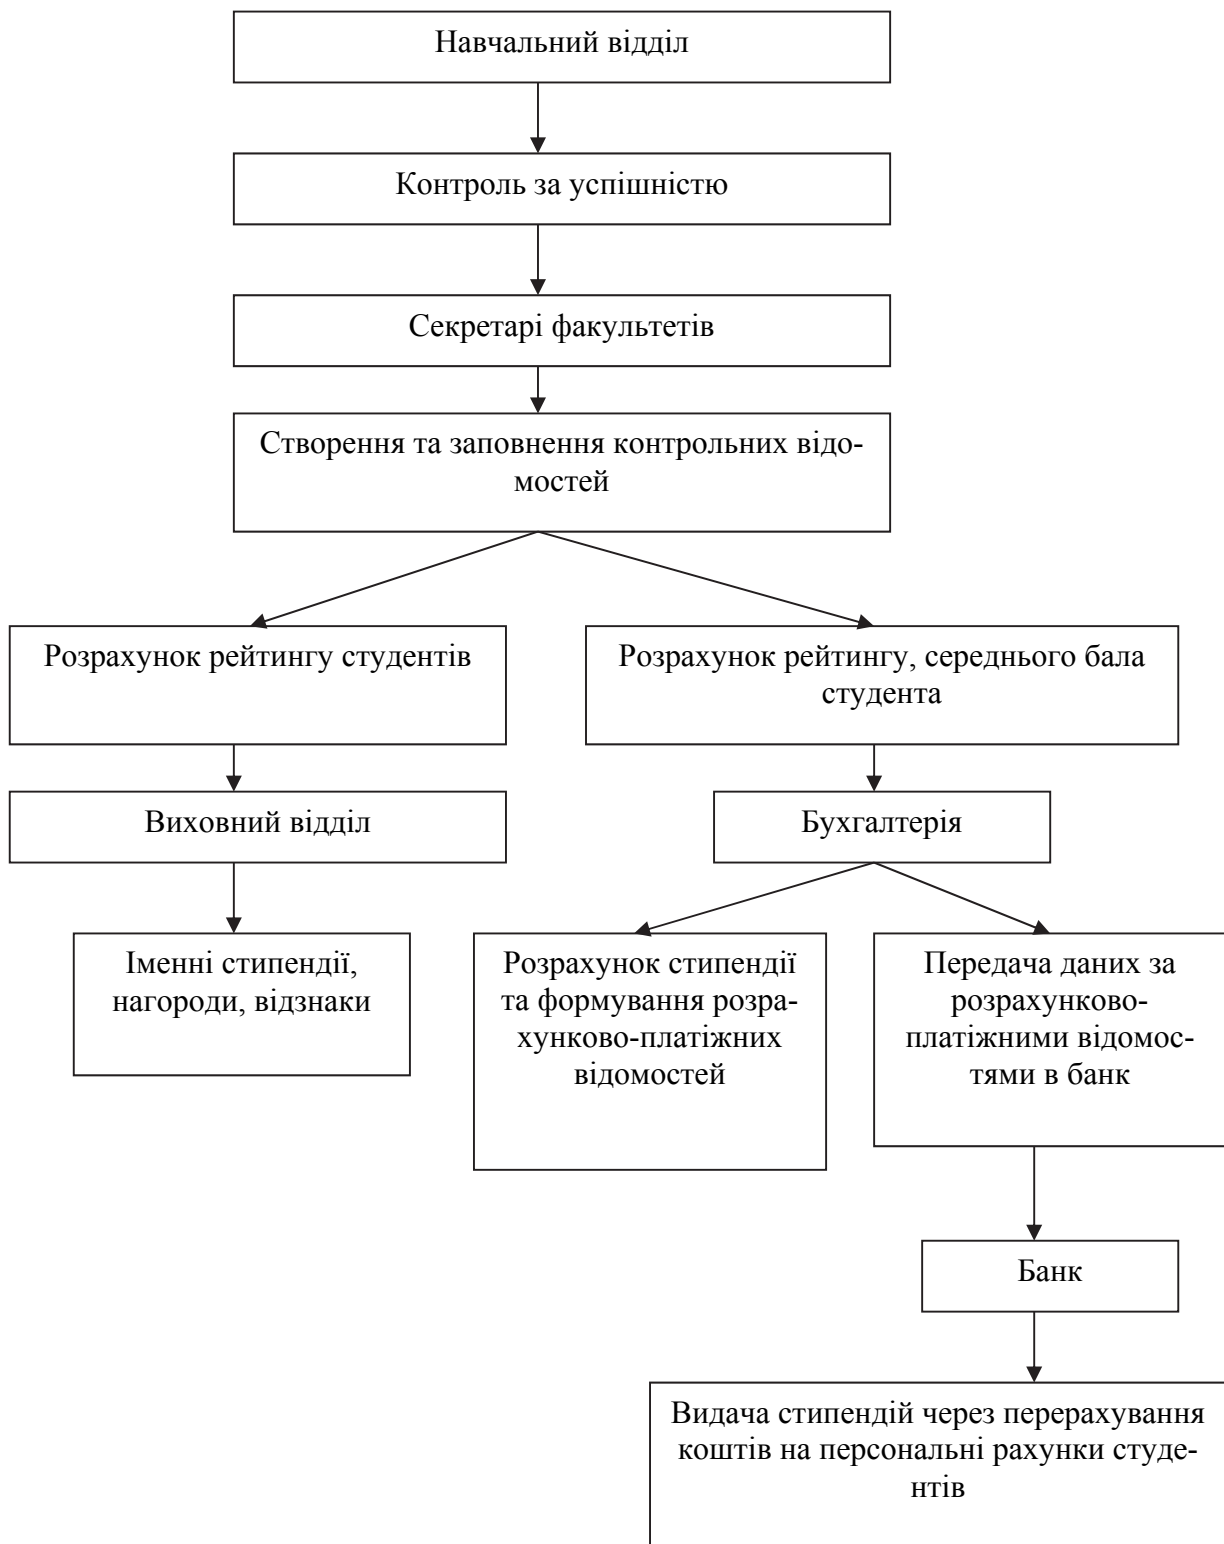 Навчальний відділ
Контроль за успішністю
Секретарі факультетів
Створення та заповнення контрольних відо-
мостей
Розрахунок рейтингу студентів
Розрахунок рейтингу, середнього бала
студента
Виховний відділ
Бухгалтерія
Іменні стипендії,
нагороди, відзнаки
Розрахунок стипендії
та формування розра-
хунково-платіжних
відомостей
Передача даних за
розрахунково-
платіжними відомос-
тями в банк
Банк
Видача стипендій через перерахування
коштів на персональні рахунки студе-
нтів